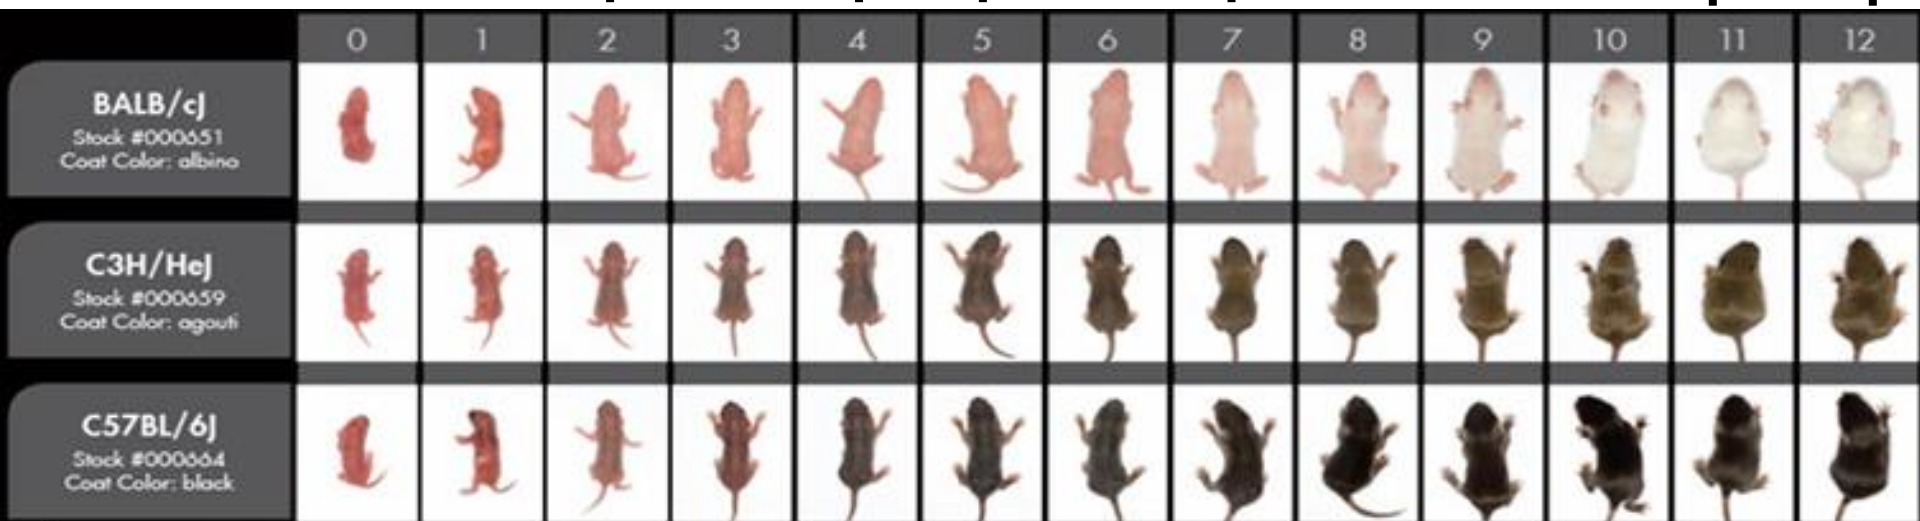 0 1 2 3 4 5 6 7 8 9 10 11 12
BALB/cJ
Stock #000651
Coat Color: albino
C3H/HeJ
Stock #000659
Coat Color: agouti
C57BL/6J
Stock #000664
Coat Color: black